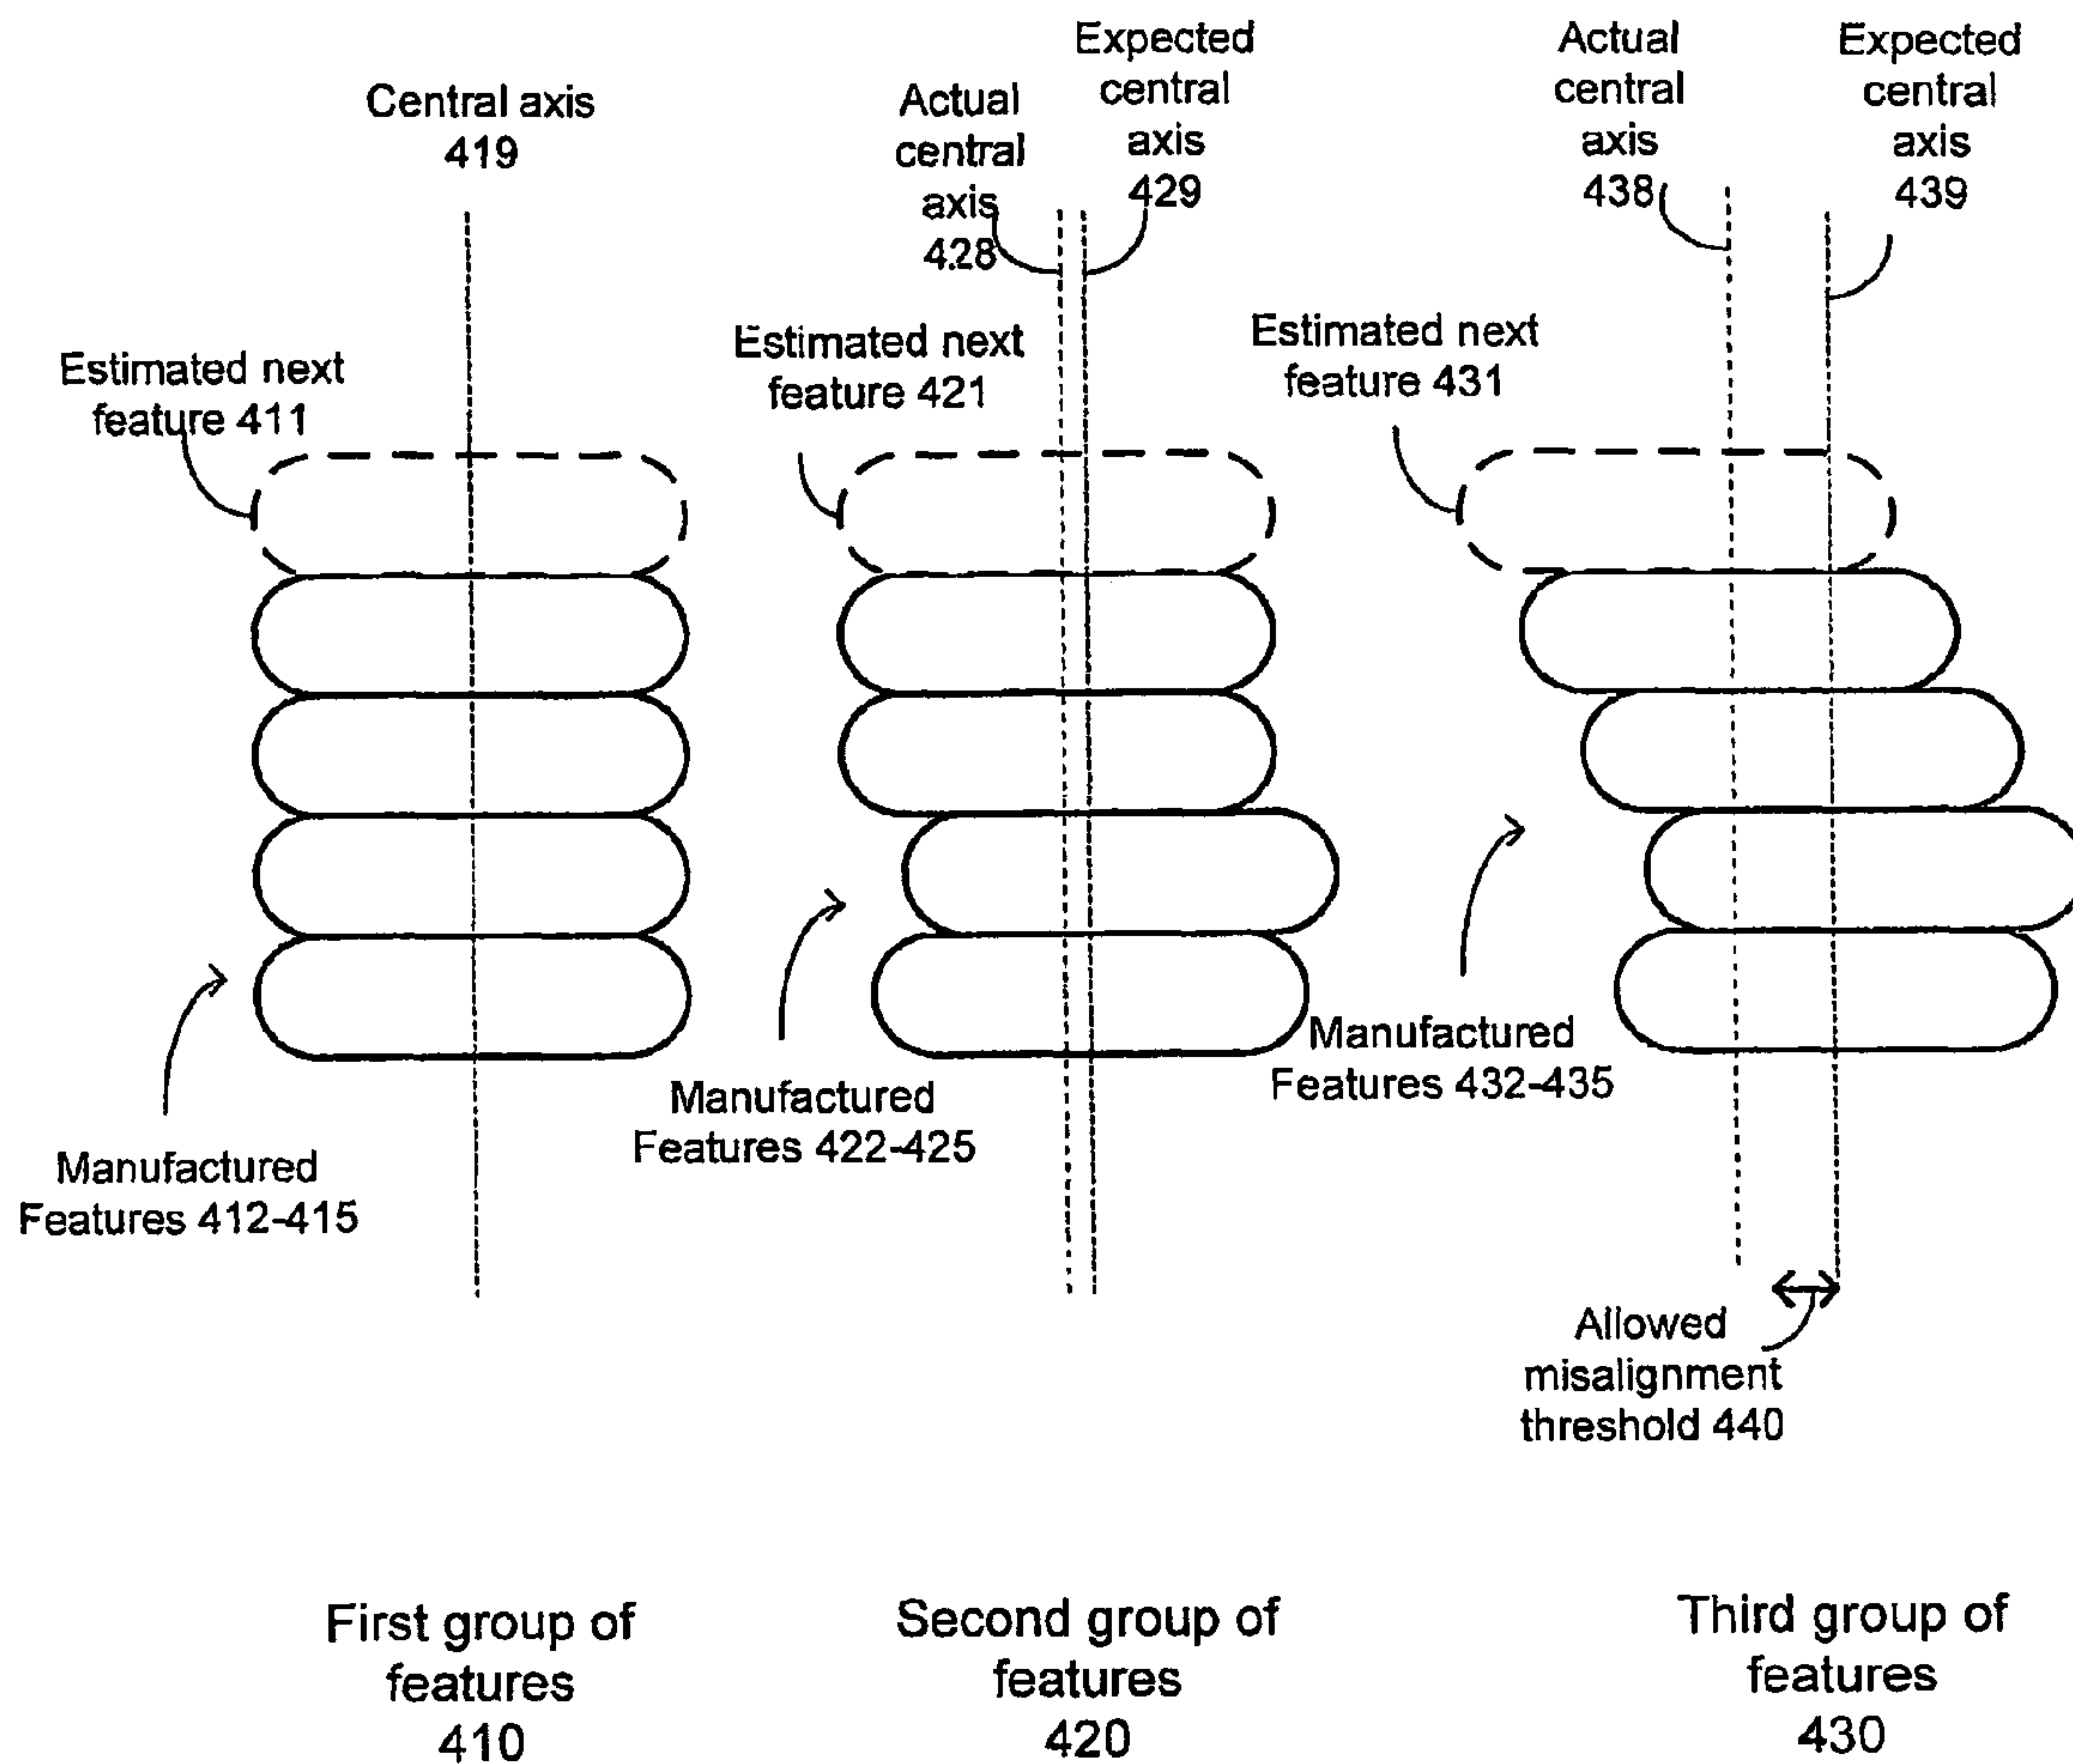 Central axis
419
Actual
central
axis
428
Expected
central
axis
429
Actual
central
axis
438
Expected
central
axis
439
Estimated next
feature 411
Estimated next
feature 421
Estimated next
feature 431
Manufactured
Features 412-415
Manufactured
Features 422-425
Manufactured
Features 432-435
Allowed
misalignment
threshold 440
First group of
features
410
Second group of
features
420
Third group of
features
430